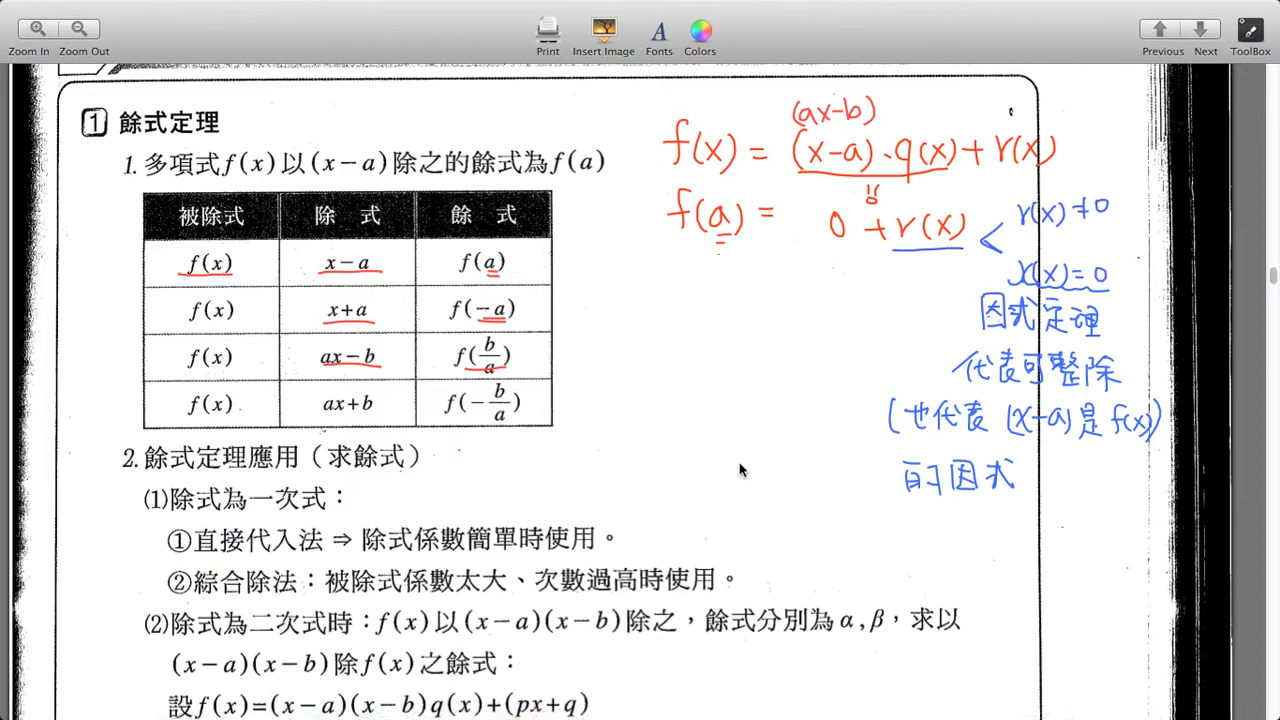 Zoom In Zoom Out Print Insert Image Fonts Colors Previous Next ToolBox
1 餘式定理
1. 多項式 f(x) 以 (x－a) 除之的餘式為 f(a)
被除式 除 式 餘 式
f(x) x－a f(a)
f(x) x+a f(－a)
f(x) ax－b f(b/a)
f(x) ax+b f(－b/a)
2. 餘式定理應用（求餘式）
⑴除式為一次式：
①直接代入法 ⇒ 除式係數簡單時使用。
②綜合除法：被除式係數太大、次數過高時使用。
⑵除式為二次式時：f(x) 以 (x－a)(x－b) 除之，餘式分別為 α,β，求以
(x－a)(x－b) 除 f(x) 之餘式：
設 f(x)=(x－a)(x－b)q(x)+(px+q)
(ax-b)
f(x) = (x-a)·q(x)+r(x)
f(a) = 0 +r(x) <
r(x)≠0
r(x)=0
因式定理
代表可整除
(也代表 (x-a)是 f(x))
的因式